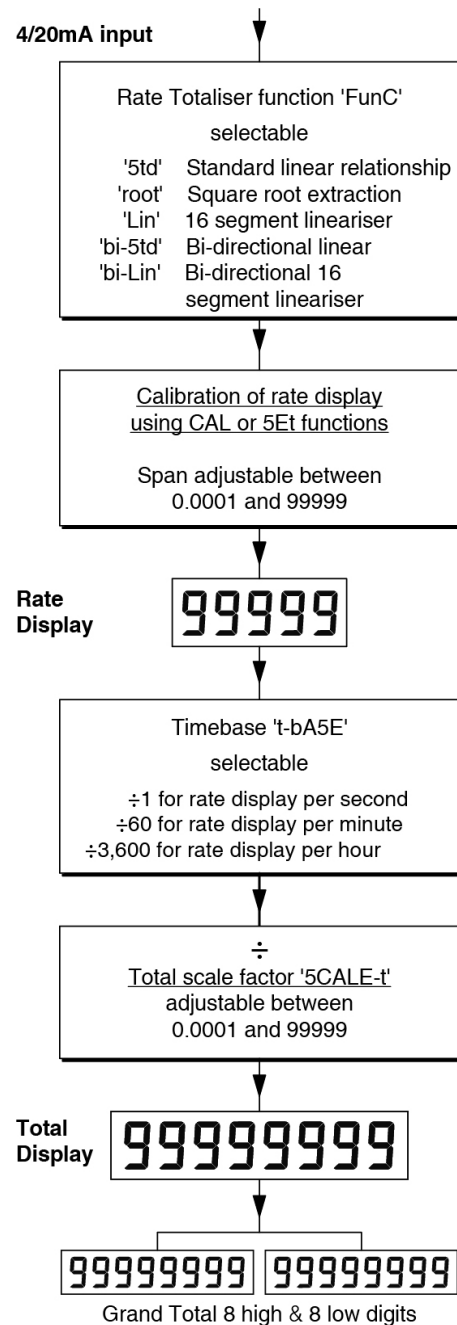 4/20mA input
Rate Totaliser function 'FunC'
selectable
'5td' Standard linear relationship
'root' Square root extraction
'Lin' 16 segment lineariser
'bi-5td' Bi-directional linear
'bi-Lin' Bi-directional 16
segment lineariser
Calibration of rate display
using CAL or 5Et functions
Span adjustable between
0.0001 and 99999
Rate
Display
99999
Timebase 't-bA5E'
selectable
÷1 for rate display per second
÷60 for rate display per minute
÷3,600 for rate display per hour
÷
Total scale factor '5CALE-t'
adjustable between
0.0001 and 99999
Total
Display
99999999
99999999 99999999
Grand Total 8 high & 8 low digits